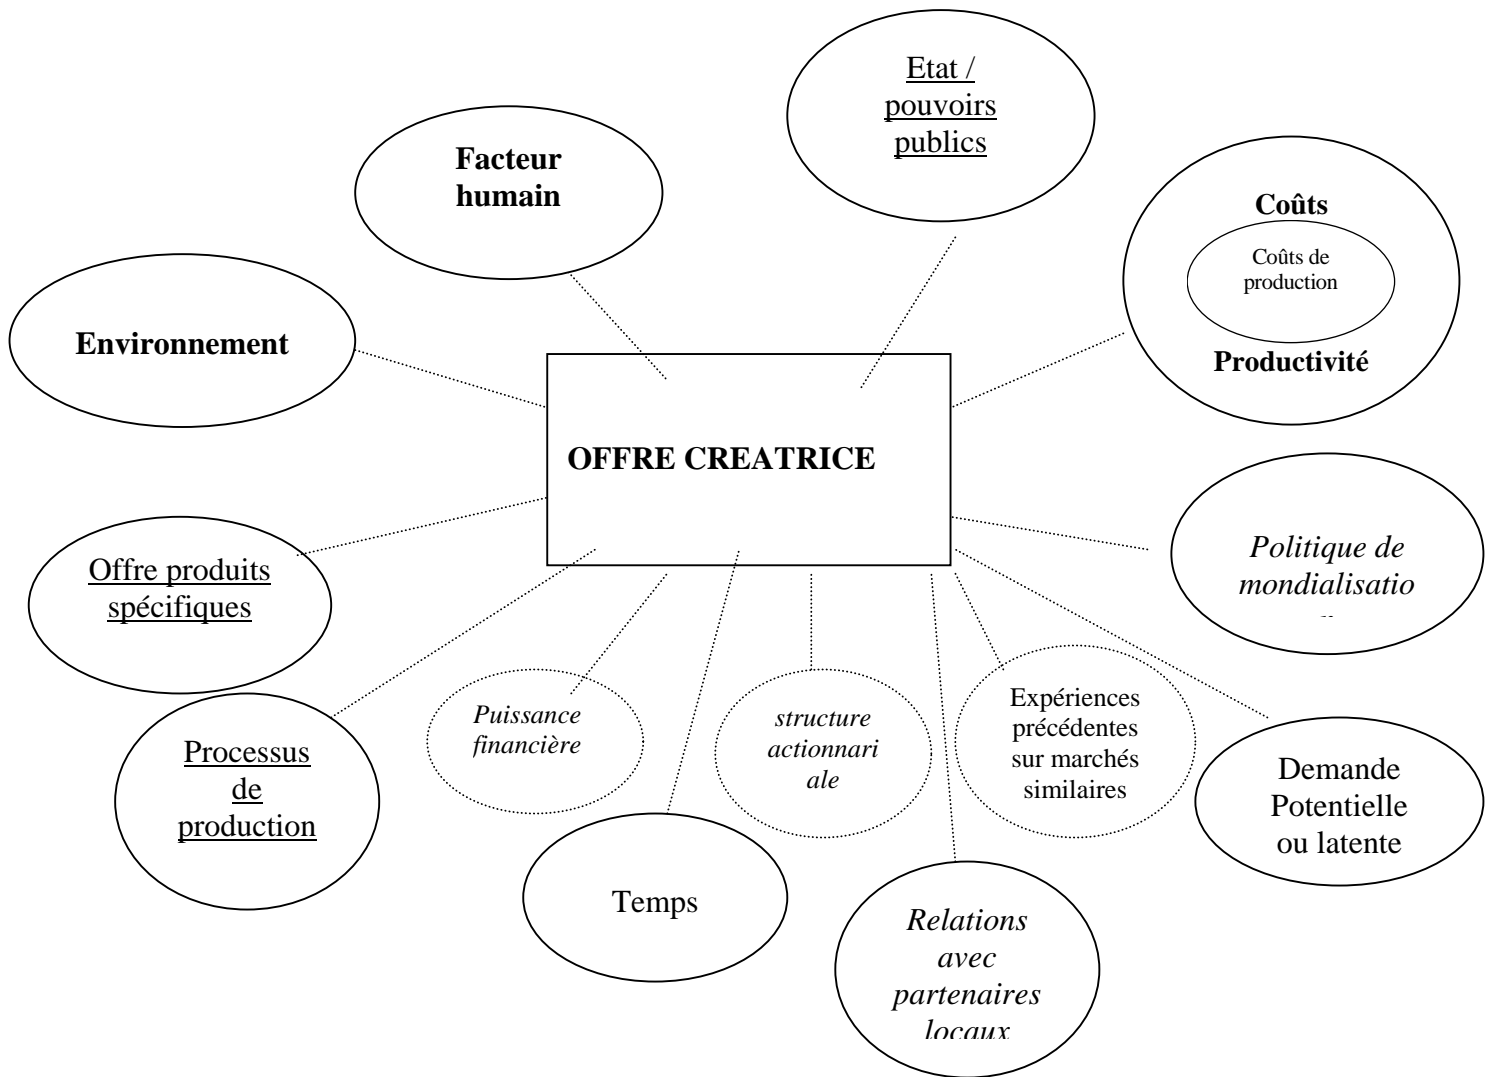 Etat /
pouvoirs
publics
Facteur
humain
Coûts
Coûts de
production
Productivité
Environnement
OFFRE CREATRICE
Politique de
mondialisatio
Offre produits
spécifiques
Processus
de
production
Puissance
financière
structure
actionnari
ale
Expériences
précédentes
sur marchés
similaires
Demande
Potentielle
ou latente
Temps
Relations
avec
partenaires
locaux